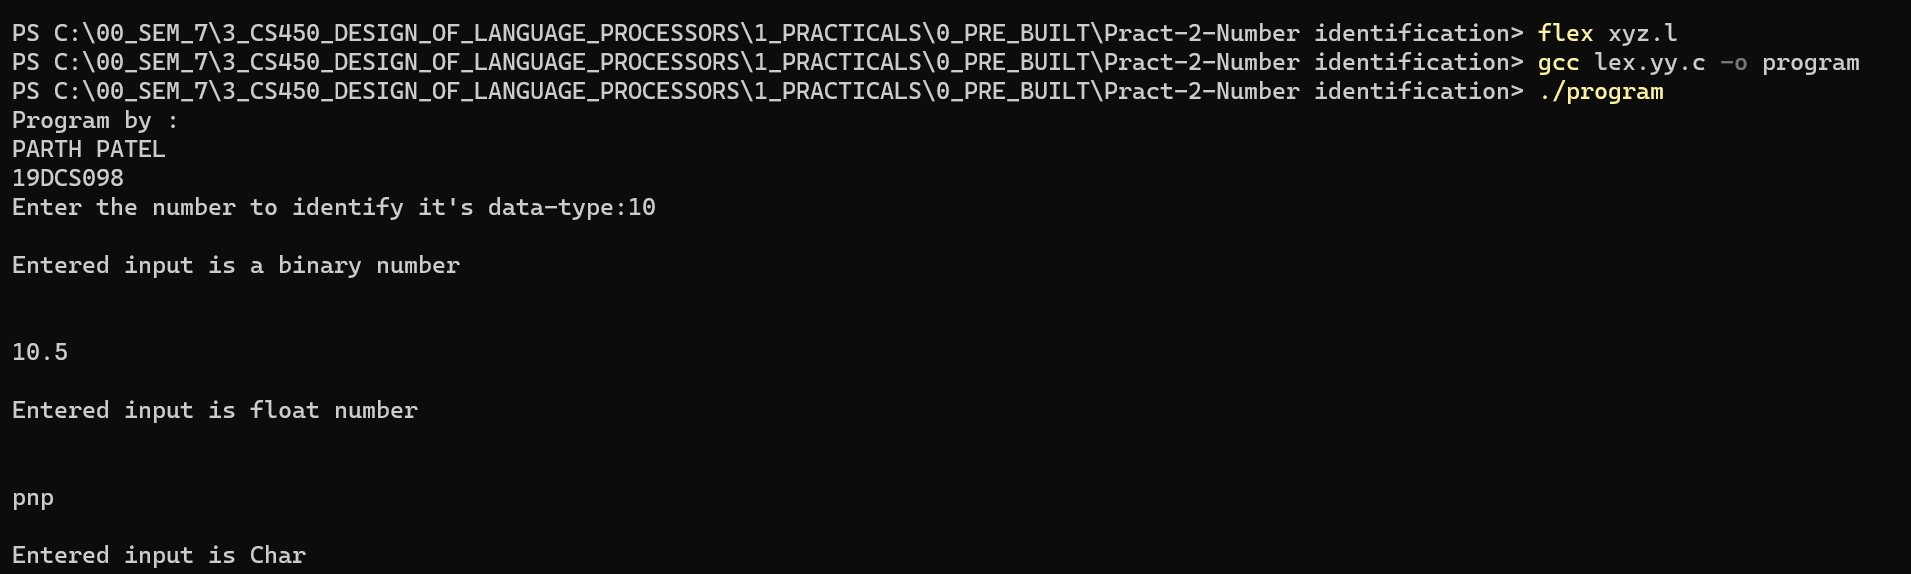 PS C:\00_SEM_7\3_CS450_DESIGN_OF_LANGUAGE_PROCESSORS\1_PRACTICALS\0_PRE_BUILT\Pract-2-Number identification> flex xyz.l
PS C:\00_SEM_7\3_CS450_DESIGN_OF_LANGUAGE_PROCESSORS\1_PRACTICALS\0_PRE_BUILT\Pract-2-Number identification> gcc lex.yy.c -o program
PS C:\00_SEM_7\3_CS450_DESIGN_OF_LANGUAGE_PROCESSORS\1_PRACTICALS\0_PRE_BUILT\Pract-2-Number identification> ./program
Program by :
PARTH PATEL
19DCS098
Enter the number to identify it's data-type:10
Entered input is a binary number
10.5
Entered input is float number
pnp
Entered input is Char